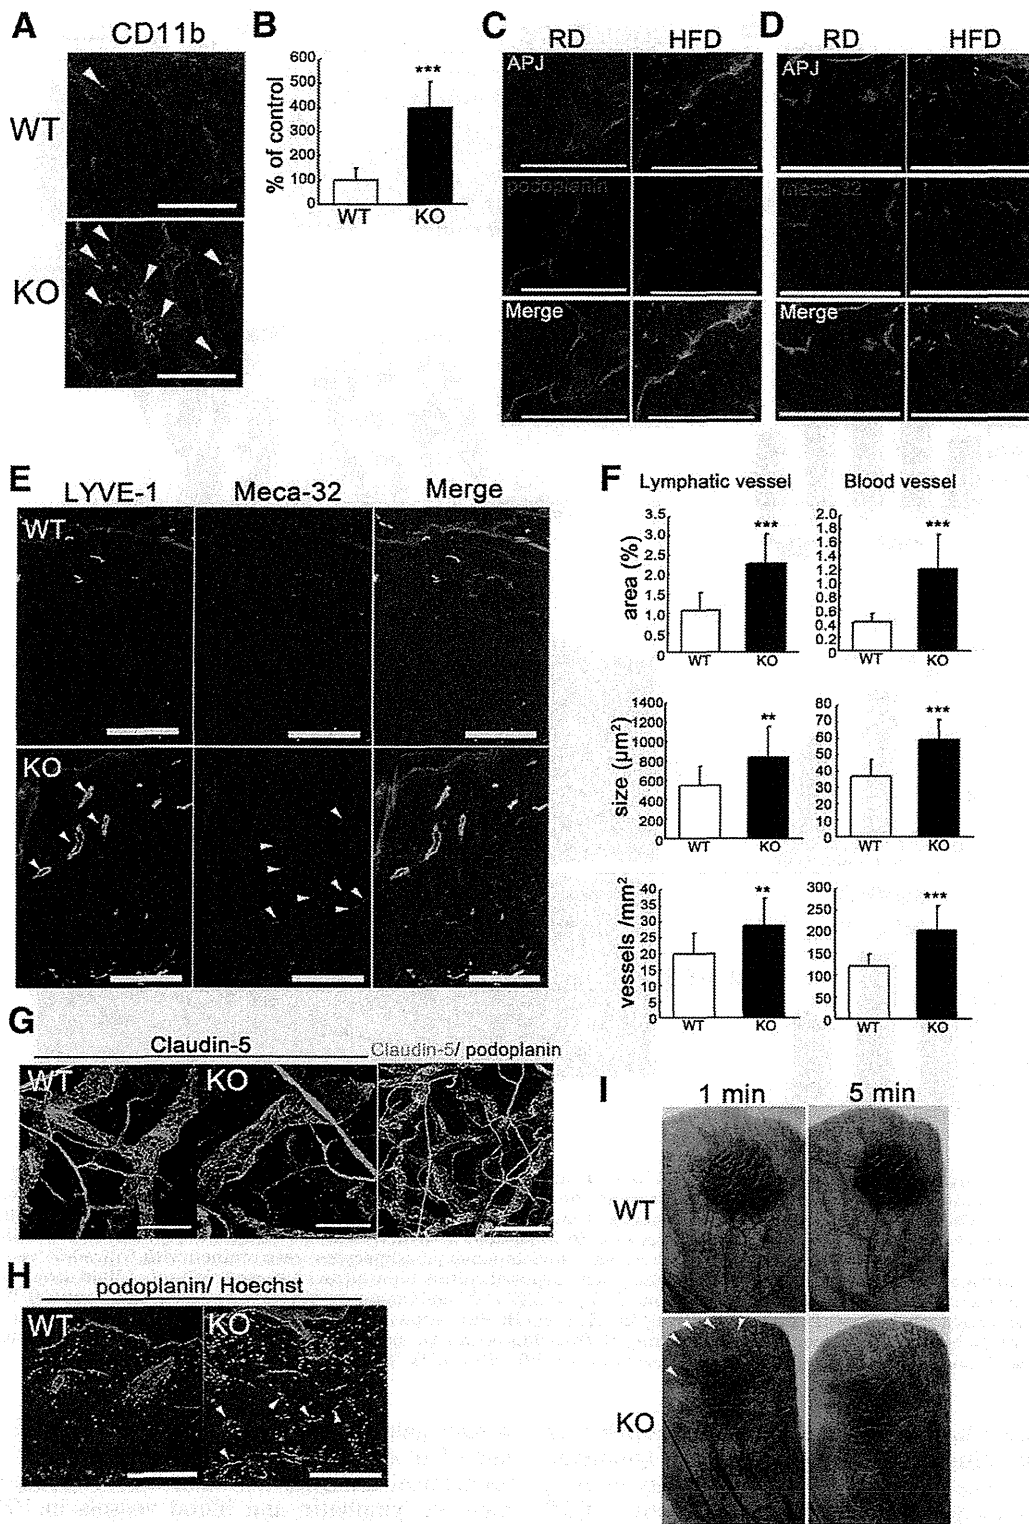 A
CD11b
WT
KO
B
% of control
600
500
400
300
200
100
0
***
WT
KO
C
RD
HFD
APJ
podoplanin
Merge
D
RD
HFD
APJ
meca-32
Merge
E
LYVE-1
Meca-32
Merge
WT
KO
F
Lymphatic vessel
Blood vessel
area (%)
3.5
3.0
2.5
2.0
1.5
1.0
0.5
0
***
WT
KO
2.0
1.8
1.6
1.4
1.2
1.0
0.8
0.6
0.4
0.2
0
***
WT
KO
size (µm²)
1400
1200
1000
800
600
400
200
0
**
WT
KO
80
70
60
50
40
30
20
10
0
***
WT
KO
vessels /mm²
40
35
30
25
20
15
10
5
0
**
WT
KO
300
250
200
150
100
50
0
***
WT
KO
G
Claudin-5
Claudin-5/ podoplanin
WT
KO
H
podoplanin/ Hoechst
WT
KO
I
1 min
5 min
WT
KO